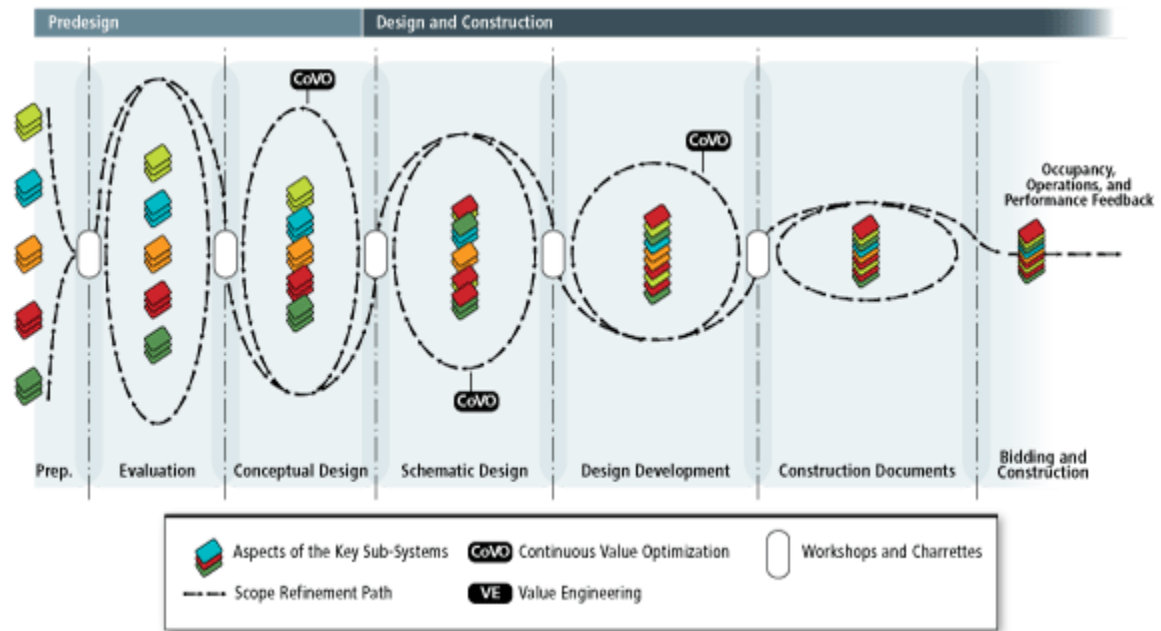 Predesign
Design and Construction
CoVO
CoVO
Occupancy,
Operations, and
Performance Feedback
CoVO
Prep.
Evaluation
Conceptual Design
Schematic Design
Design Development
Construction Documents
Bidding and
Construction
Aspects of the Key Sub-Systems
CoVO Continuous Value Optimization
Workshops and Charrettes
Scope Refinement Path
VE Value Engineering